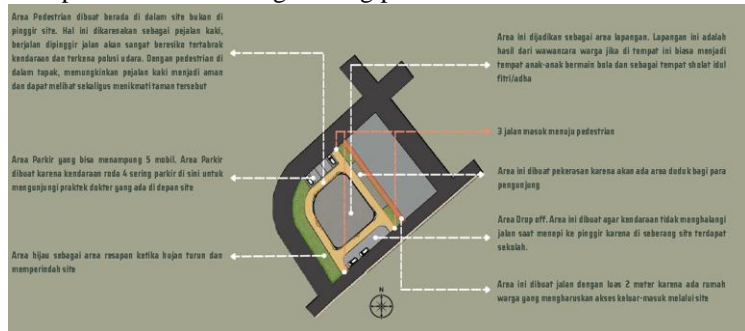 Area Pedestrian dibuat berada di dalam site bukan di
pinggir site. Hal ini dikarenakan sebagai pejalan kaki,
berjalan dipinggir jalan akan sangat beresiko tertabrak
kendaraan dan terkena polusi udara. Dengan pedestrian di
dalam tapak, memungkinkan pejalan kaki menjadi aman
dan dapat melihat sekaligus menikmati taman tersebut
Area Parkir yang bisa menampung 5 mobil. Area Parkir
dibuat karena kendaraan roda 4 sering parkir di sini untuk
mengunjungi praktek dokter yang ada di depan site
Area hijau sebagai area resapan ketika hujan turun dan
memperindah site
Area ini dijadikan sebagai area lapangan. Lapangan ini adalah
hasil dari wawancara warga jika di tempat ini biasa menjadi
tempat anak-anak bermain bola dan sebagai tempat sholat idul
fitri/adha
3 jalan masuk menuju pedestrian
Area ini dibuat pekerasan karena akan ada area duduk bagi para
pengunjung
Area Drop off. Area ini dibuat agar kendaraan tidak menghalangi
jalan saat menepi ke pinggir karena di seberang site terdapat
sekolah.
Area ini dibuat jalan dengan luas 2 meter karena ada rumah
warga yang mengharuskan akses keluar-masuk melalui site
N